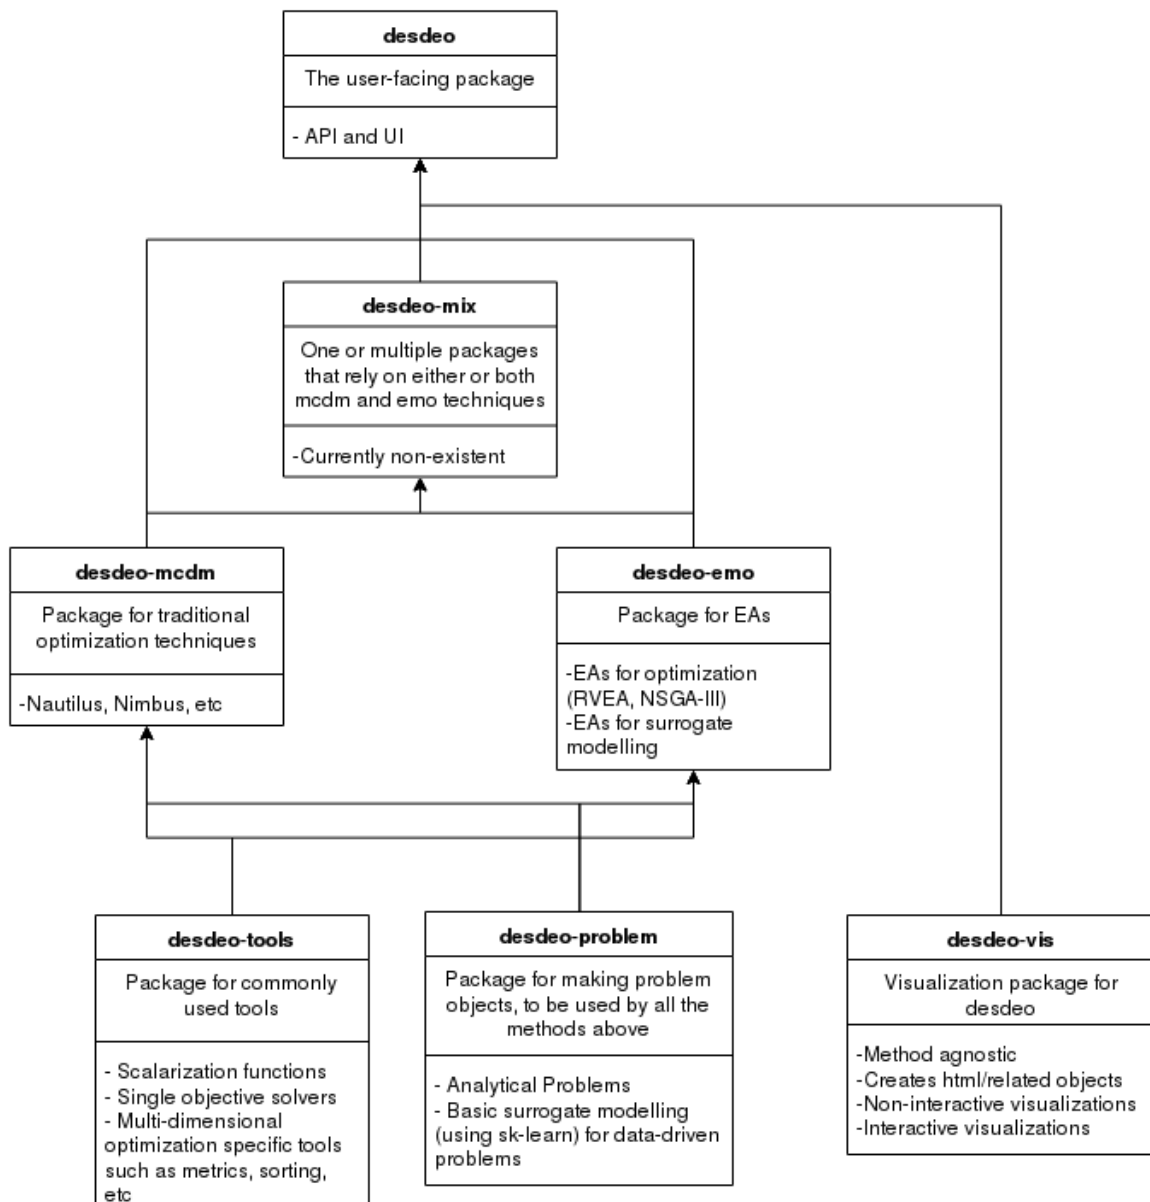 desdeo
The user-facing package
- API and UI
desdeo-mix
One or multiple packages
that rely on either or both
mcdm and emo techniques
-Currently non-existent
desdeo-mcdm
Package for traditional
optimization techniques
-Nautilus, Nimbus, etc
desdeo-emo
Package for EAs
-EAs for optimization
(RVEA, NSGA-III)
-EAs for surrogate
modelling
desdeo-tools
Package for commonly
used tools
- Scalarization functions
- Single objective solvers
- Multi-dimensional
optimization specific tools
such as metrics, sorting,
etc
desdeo-problem
Package for making problem
objects, to be used by all the
methods above
- Analytical Problems
- Basic surrogate modelling
(using sk-learn) for data-driven
problems
desdeo-vis
Visualization package for
desdeo
-Method agnostic
-Creates html/related objects
-Non-interactive visualizations
-Interactive visualizations